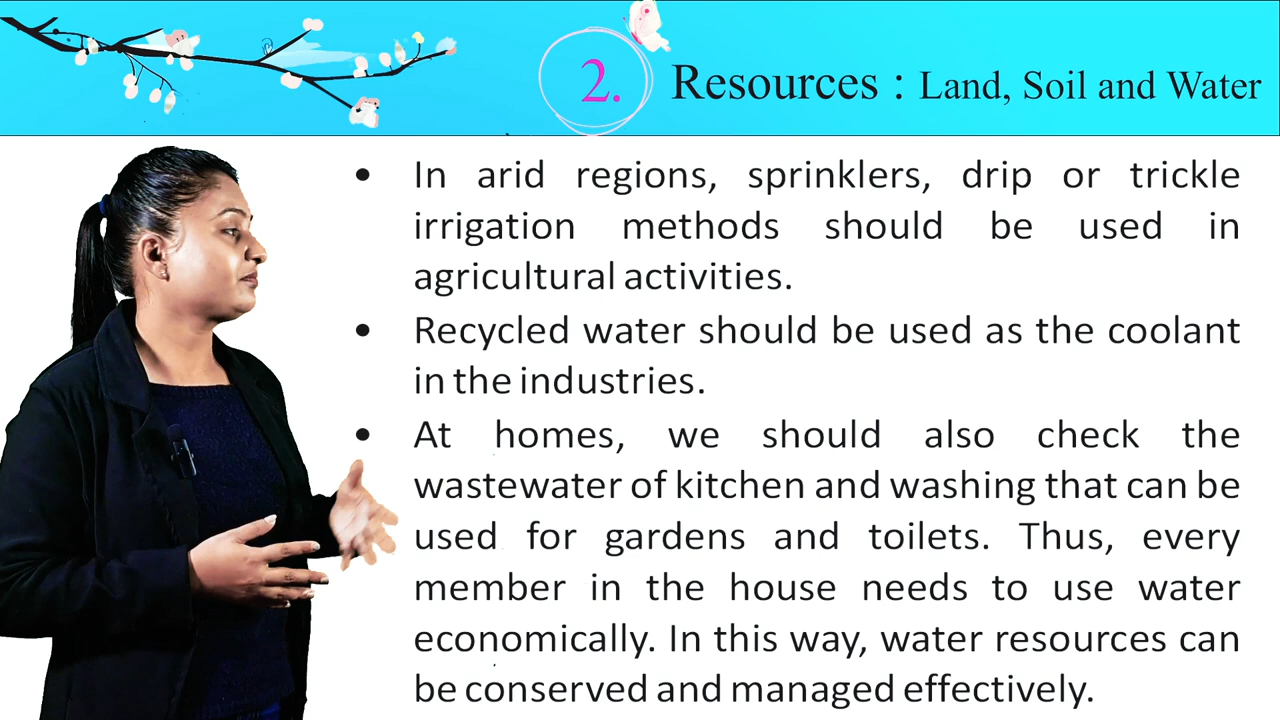 2. Resources : Land, Soil and Water
• In arid regions, sprinklers, drip or trickle
irrigation methods should be used in
agricultural activities.
• Recycled water should be used as the coolant
in the industries.
• At homes, we should also check the
wastewater of kitchen and washing that can be
used for gardens and toilets. Thus, every
member in the house needs to use water
economically. In this way, water resources can
be conserved and managed effectively.